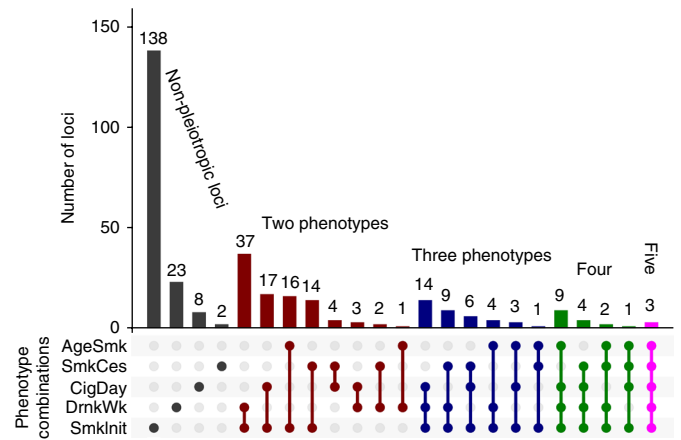 150
100
50
0
Number of loci
138
23
8
2
Non-pleiotropic loci
Two phenotypes
37
17
16
14
4
3
2
1
Three phenotypes
14
9
6
4
3
1
Four
9
4
2
1
Five
3
Phenotype
combinations
AgeSmk
SmkCes
CigDay
DrnkWk
SmkInit